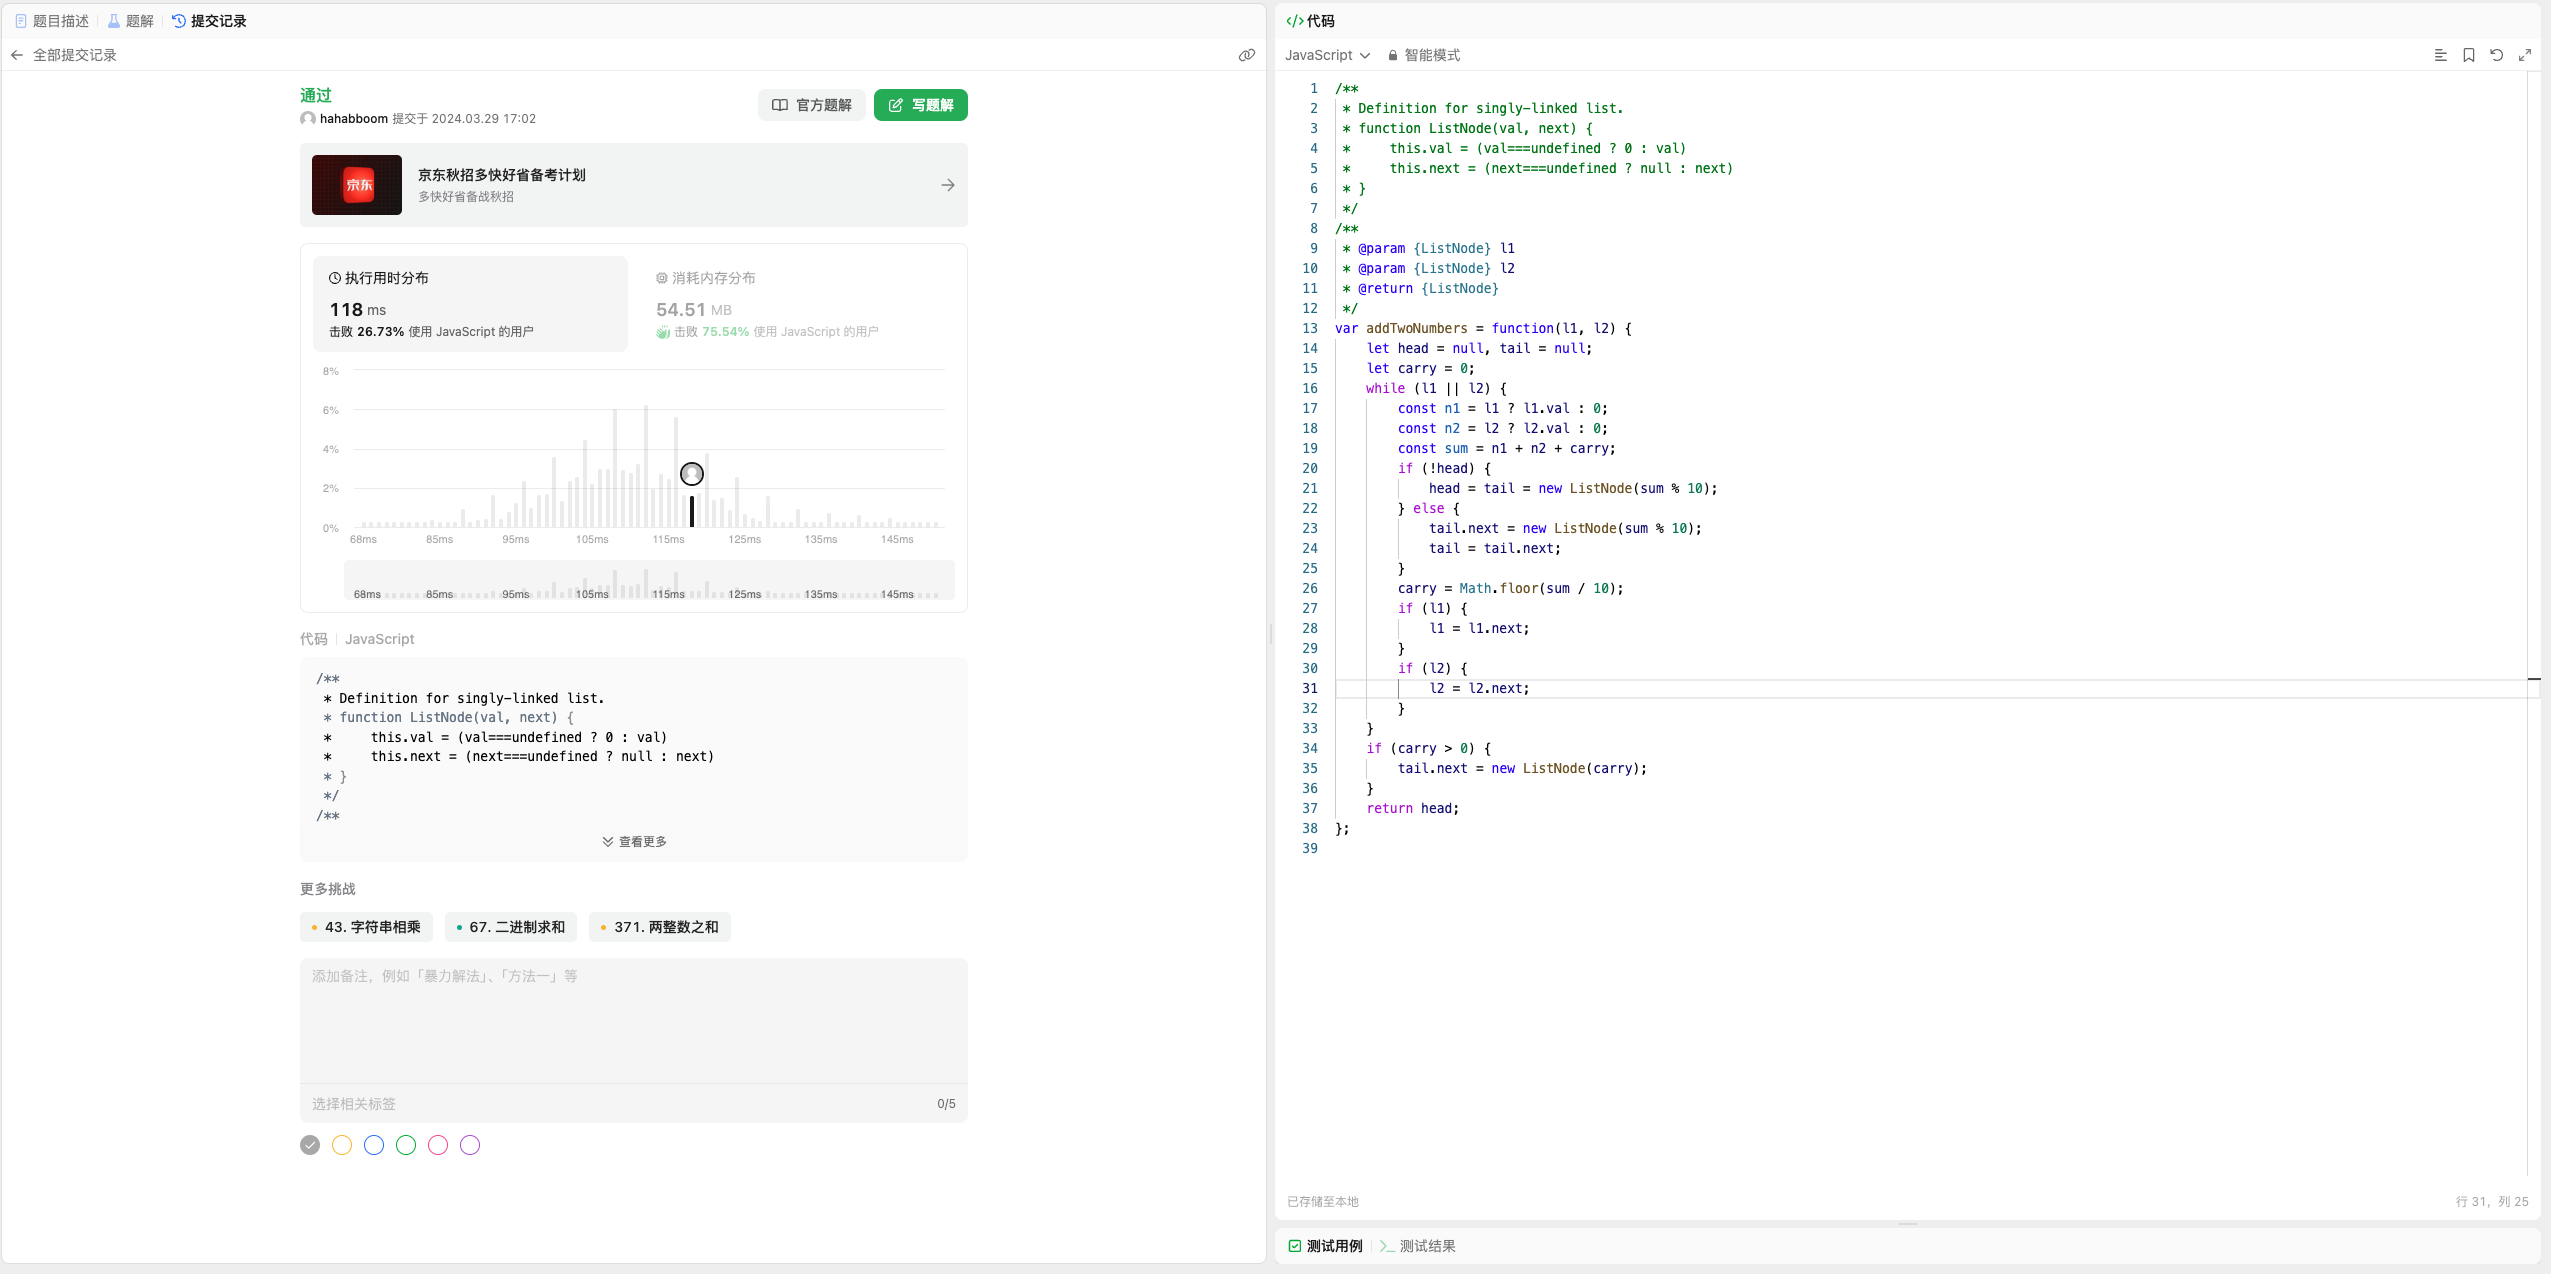 题目描述 题解 提交记录
全部提交记录
通过
hahabboom 提交于 2024.03.29 17:02
官方题解 写题解
京东
京东秋招多快好省备考计划
多快好省备战秋招
执行用时分布
118 ms
击败 26.73% 使用 JavaScript 的用户
消耗内存分布
54.51 MB
击败 75.54% 使用 JavaScript 的用户
8%
6%
4%
2%
0%
68ms 85ms 95ms 105ms 115ms 125ms 135ms 145ms
68ms 85ms 95ms 105ms 115ms 125ms 135ms 145ms
代码 JavaScript
/**
 * Definition for singly-linked list.
 * function ListNode(val, next) {
 *     this.val = (val===undefined ? 0 : val)
 *     this.next = (next===undefined ? null : next)
 * }
 */
/**
查看更多
更多挑战
43. 字符串相乘 67. 二进制求和 371. 两整数之和
添加备注，例如「暴力解法」、「方法一」等
选择相关标签 0/5
</>代码
JavaScript 智能模式
1 /**
2  * Definition for singly-linked list.
3  * function ListNode(val, next) {
4  *     this.val = (val===undefined ? 0 : val)
5  *     this.next = (next===undefined ? null : next)
6  * }
7  */
8 /**
9  * @param {ListNode} l1
10  * @param {ListNode} l2
11  * @return {ListNode}
12  */
13 var addTwoNumbers = function(l1, l2) {
14     let head = null, tail = null;
15     let carry = 0;
16     while (l1 || l2) {
17         const n1 = l1 ? l1.val : 0;
18         const n2 = l2 ? l2.val : 0;
19         const sum = n1 + n2 + carry;
20         if (!head) {
21             head = tail = new ListNode(sum % 10);
22         } else {
23             tail.next = new ListNode(sum % 10);
24             tail = tail.next;
25         }
26         carry = Math.floor(sum / 10);
27         if (l1) {
28             l1 = l1.next;
29         }
30         if (l2) {
31             l2 = l2.next;
32         }
33     }
34     if (carry > 0) {
35         tail.next = new ListNode(carry);
36     }
37     return head;
38 };
39
已存储至本地 行 31，列 25
测试用例 >_ 测试结果